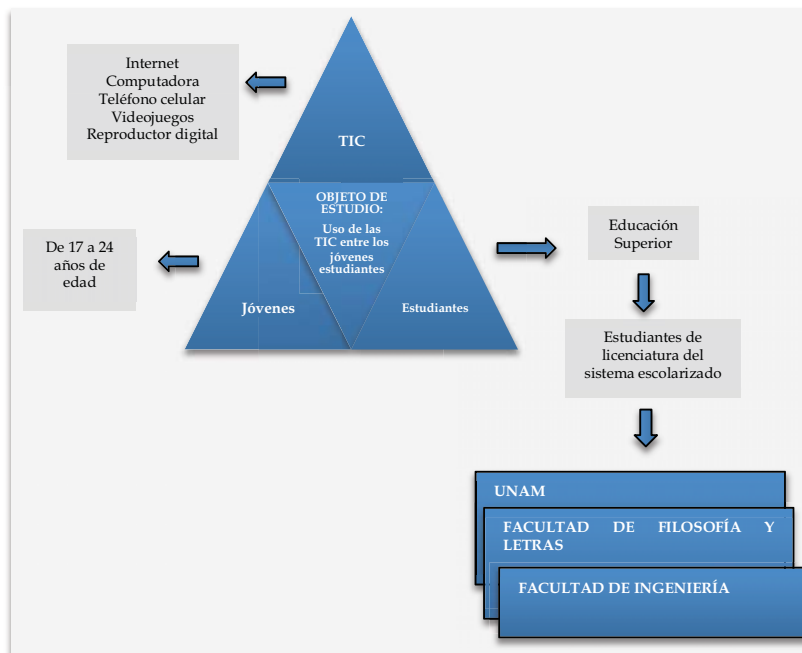 Internet
Computadora
Teléfono celular
Videojuegos
Reproductor digital
TIC
OBJETO DE
ESTUDIO:
Uso de las
TIC entre los
jóvenes
estudiantes
De 17 a 24
años de
edad
Jóvenes
Estudiantes
Educación
Superior
Estudiantes de
licenciatura del
sistema escolarizado
UNAM
FACULTAD DE FILOSOFÍA Y
LETRAS
FACULTAD DE INGENIERÍA